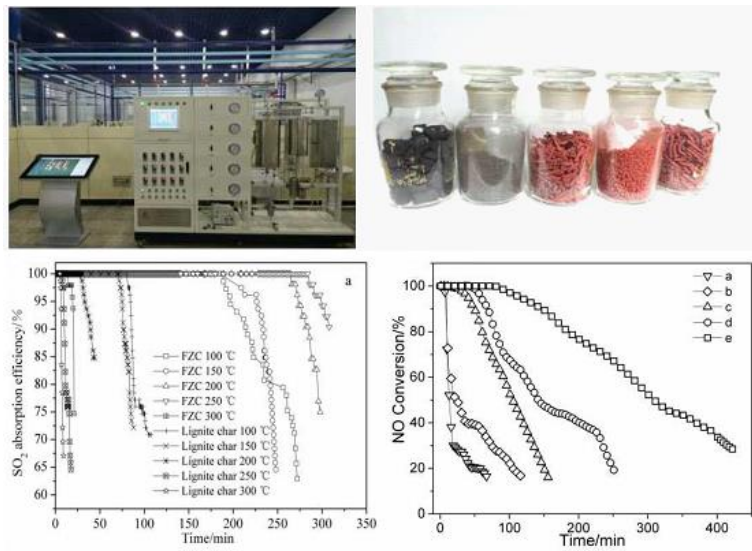 a
SO2 absorption efficiency/%
100
95
90
85
80
75
70
65
60
FZC 100 ℃
FZC 150 ℃
FZC 200 ℃
FZC 250 ℃
FZC 300 ℃
Lignite char 100 ℃
Lignite char 150 ℃
Lignite char 200 ℃
Lignite char 250 ℃
Lignite char 300 ℃
0 50 100 150 200 250 300 350
Time/min
NO Conversion/%
100
80
60
40
20
0
a
b
c
d
e
0 100 200 300 400
Time/min